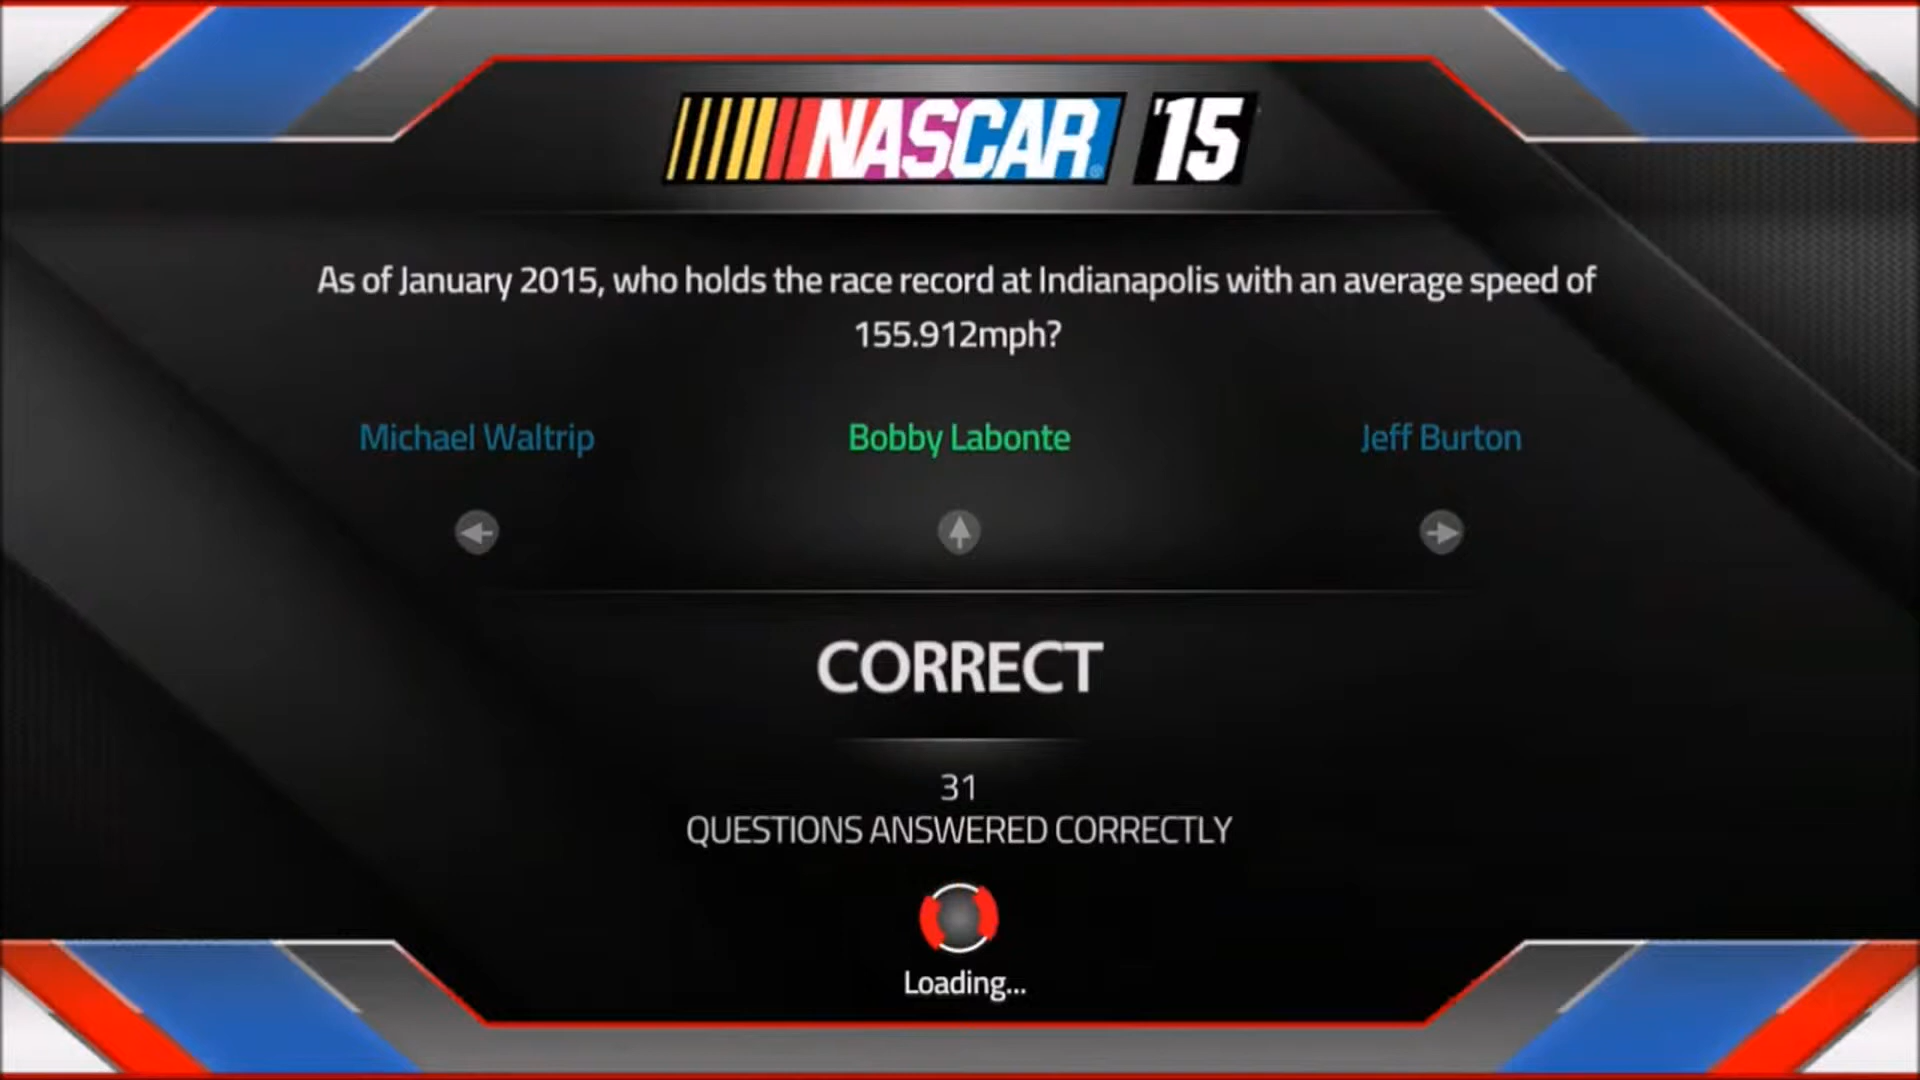 NASCAR '15
As of January 2015, who holds the race record at Indianapolis with an average speed of
155.912mph?
Michael Waltrip Bobby Labonte Jeff Burton
CORRECT
31
QUESTIONS ANSWERED CORRECTLY
Loading...